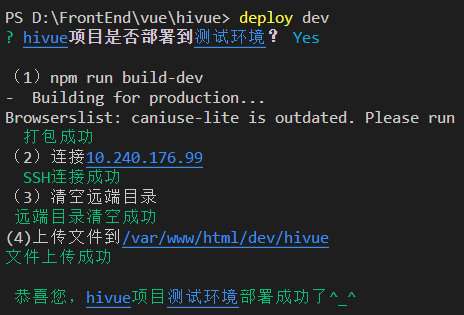 PS D:\FrontEnd\vue\hivue> deploy dev
? hivue项目是否部署到测试环境？ Yes
（1）npm run build-dev
-  Building for production...
Browserslist: caniuse-lite is outdated. Please run
打包成功
（2）连接10.240.176.99
SSH连接成功
（3）清空远端目录
远端目录清空成功
(4)上传文件到/var/www/html/dev/hivue
文件上传成功
恭喜您，hivue项目测试环境部署成功了^_^